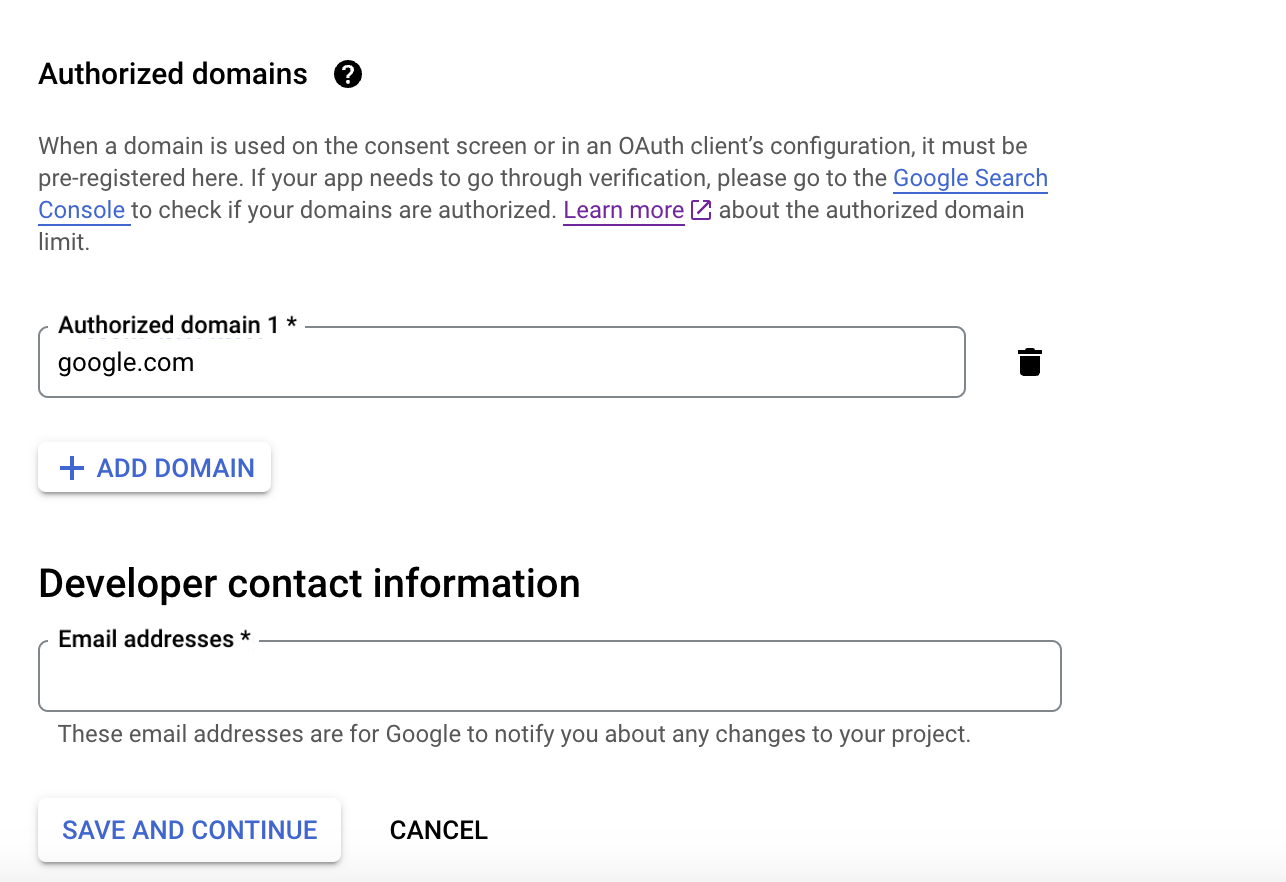 Authorized domains ?
When a domain is used on the consent screen or in an OAuth client’s configuration, it must be
pre-registered here. If your app needs to go through verification, please go to the Google Search
Console to check if your domains are authorized. Learn more about the authorized domain
limit.
Authorized domain 1 *
google.com
+ ADD DOMAIN
Developer contact information
Email addresses *
These email addresses are for Google to notify you about any changes to your project.
SAVE AND CONTINUE CANCEL